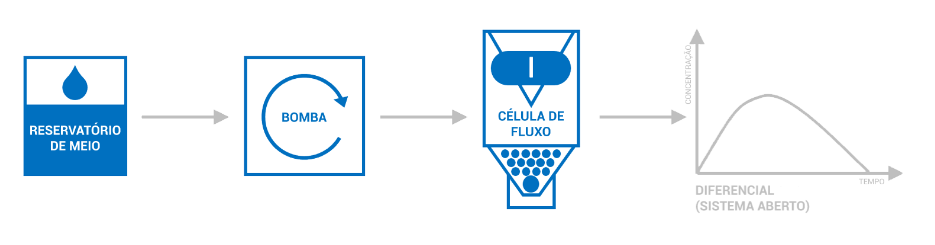 RESERVATÓRIO
DE MEIO
BOMBA
CÉLULA DE
FLUXO
CONCENTRAÇÃO
TEMPO
DIFERENCIAL
(SISTEMA ABERTO)